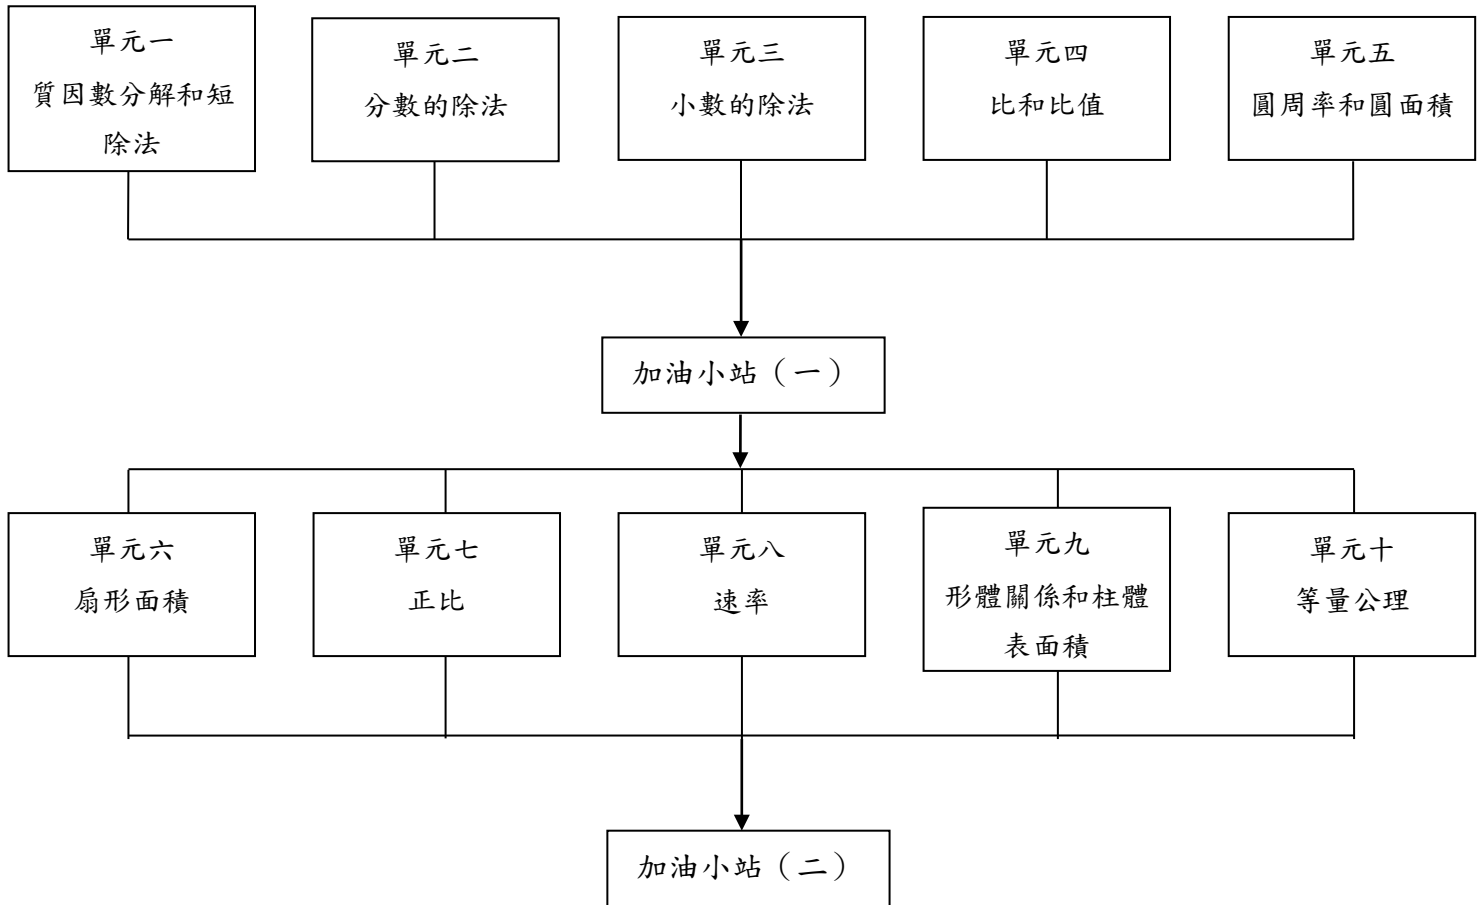 單元一
質因數分解和短
除法
單元二
分數的除法
單元三
小數的除法
單元四
比和比值
單元五
圓周率和圓面積
加油小站（一）
單元六
扇形面積
單元七
正比
單元八
速率
單元九
形體關係和柱體
表面積
單元十
等量公理
加油小站（二）